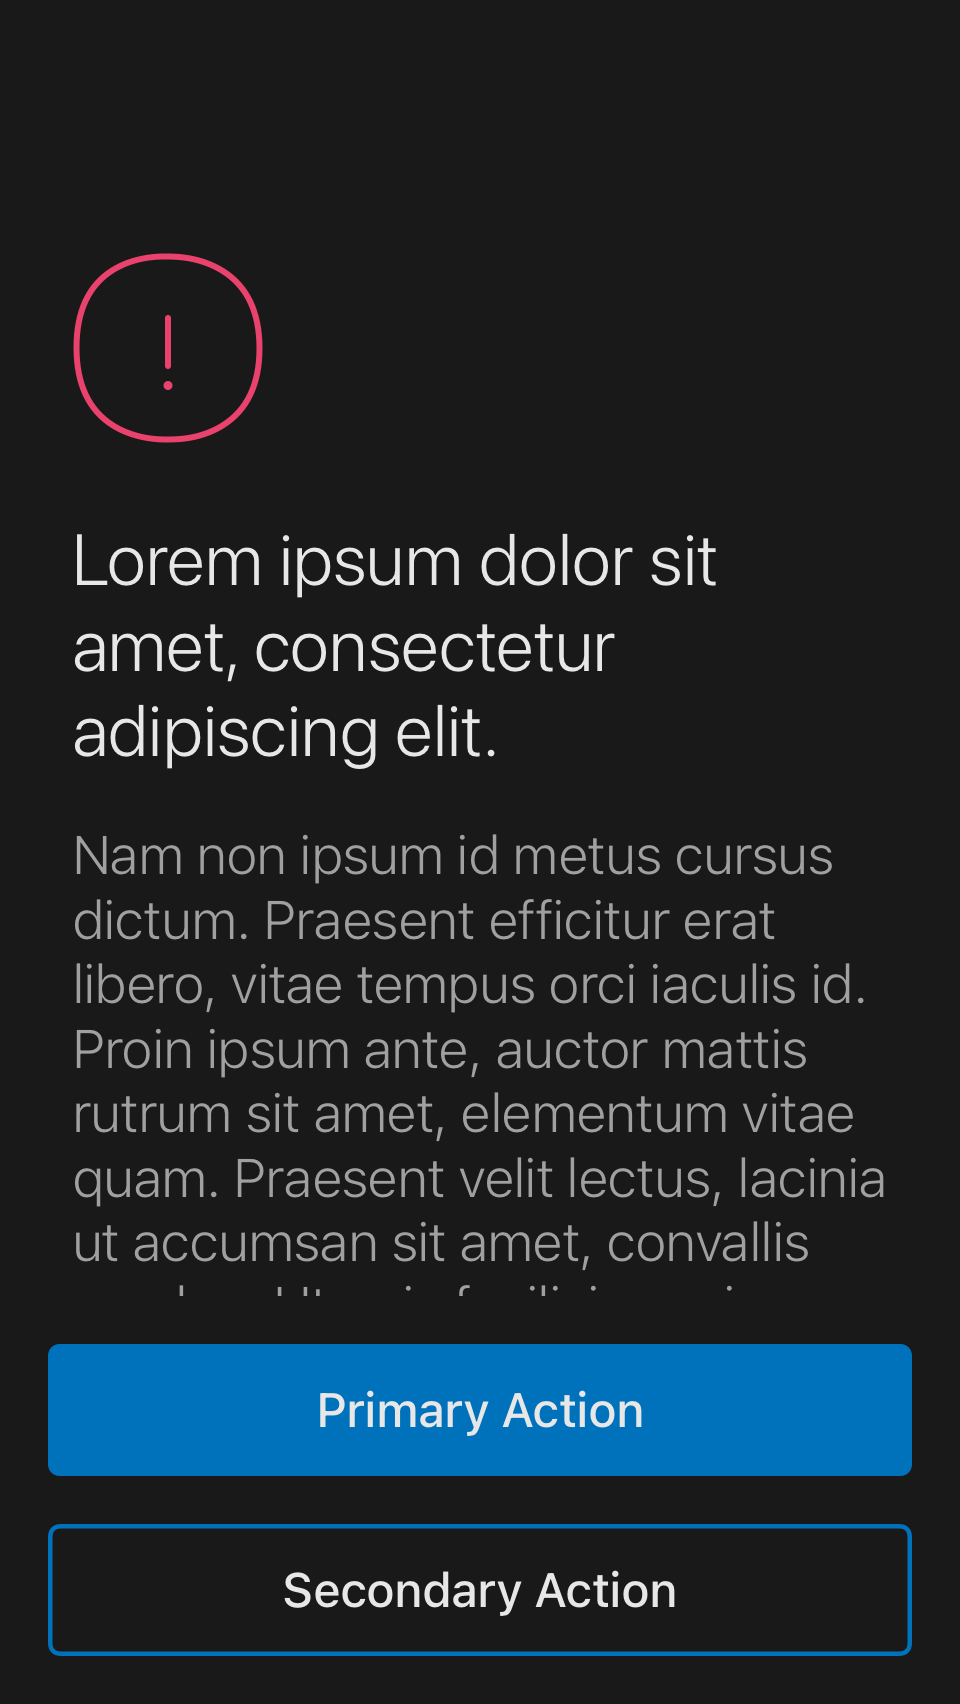 Lorem ipsum dolor sit
amet, consectetur
adipiscing elit.
Nam non ipsum id metus cursus
dictum. Praesent efficitur erat
libero, vitae tempus orci iaculis id.
Proin ipsum ante, auctor mattis
rutrum sit amet, elementum vitae
quam. Praesent velit lectus, lacinia
ut accumsan sit amet, convallis
Primary Action
Secondary Action